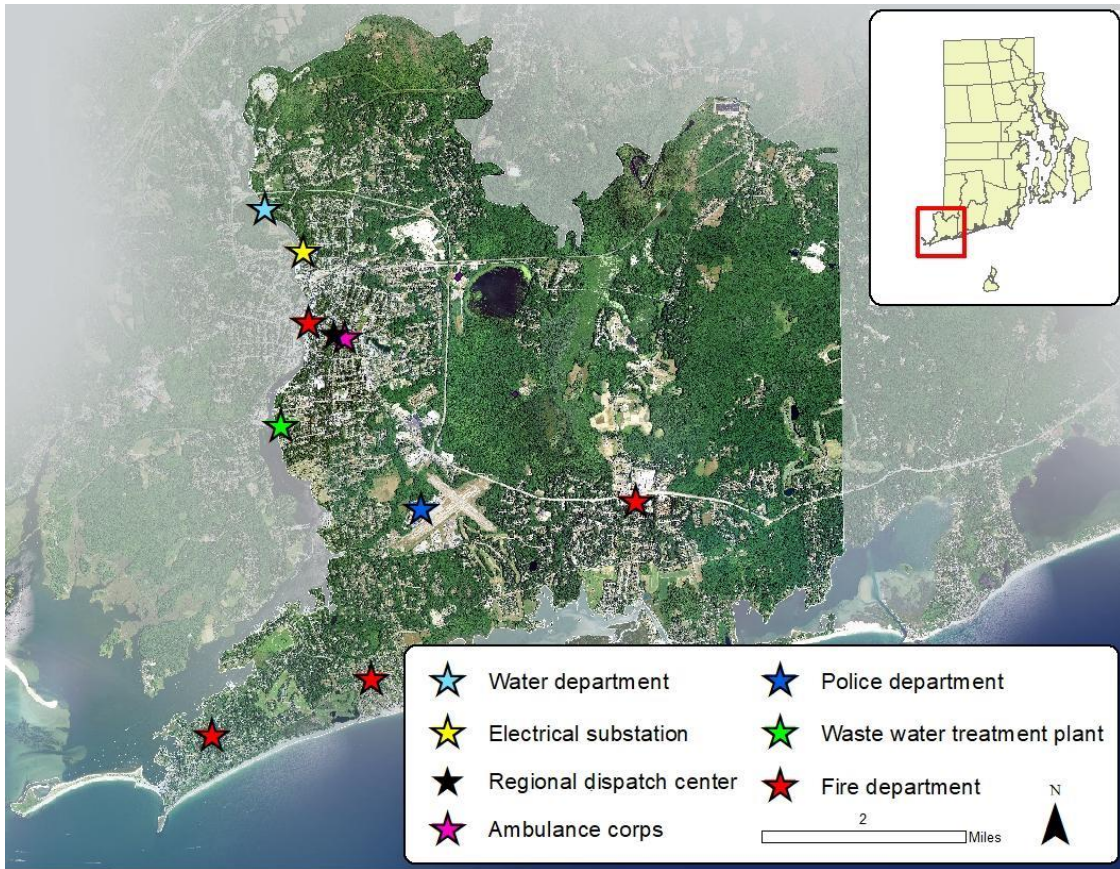 Water department
Electrical substation
Regional dispatch center
Ambulance corps
Police department
Waste water treatment plant
Fire department
N
2
Miles